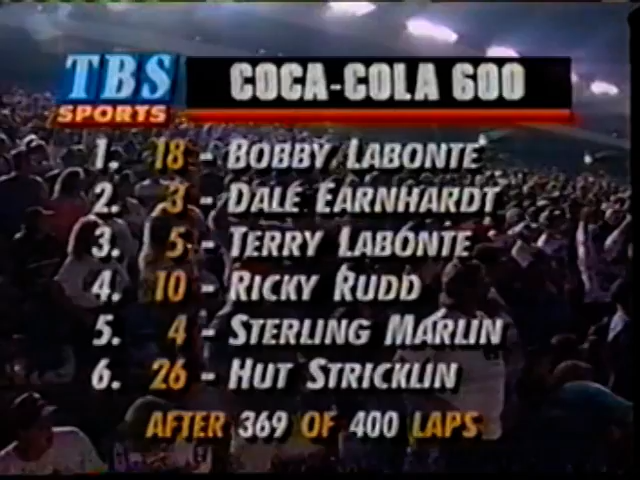 TBS
SPORTS
COCA-COLA 600
1. 18 - BOBBY LABONTE
2. 3 - DALE EARNHARDT
3. 5 - TERRY LABONTE
4. 10 - RICKY RUDD
5. 4 - STERLING MARLIN
6. 26 - HUT STRICKLIN
AFTER 369 OF 400 LAPS